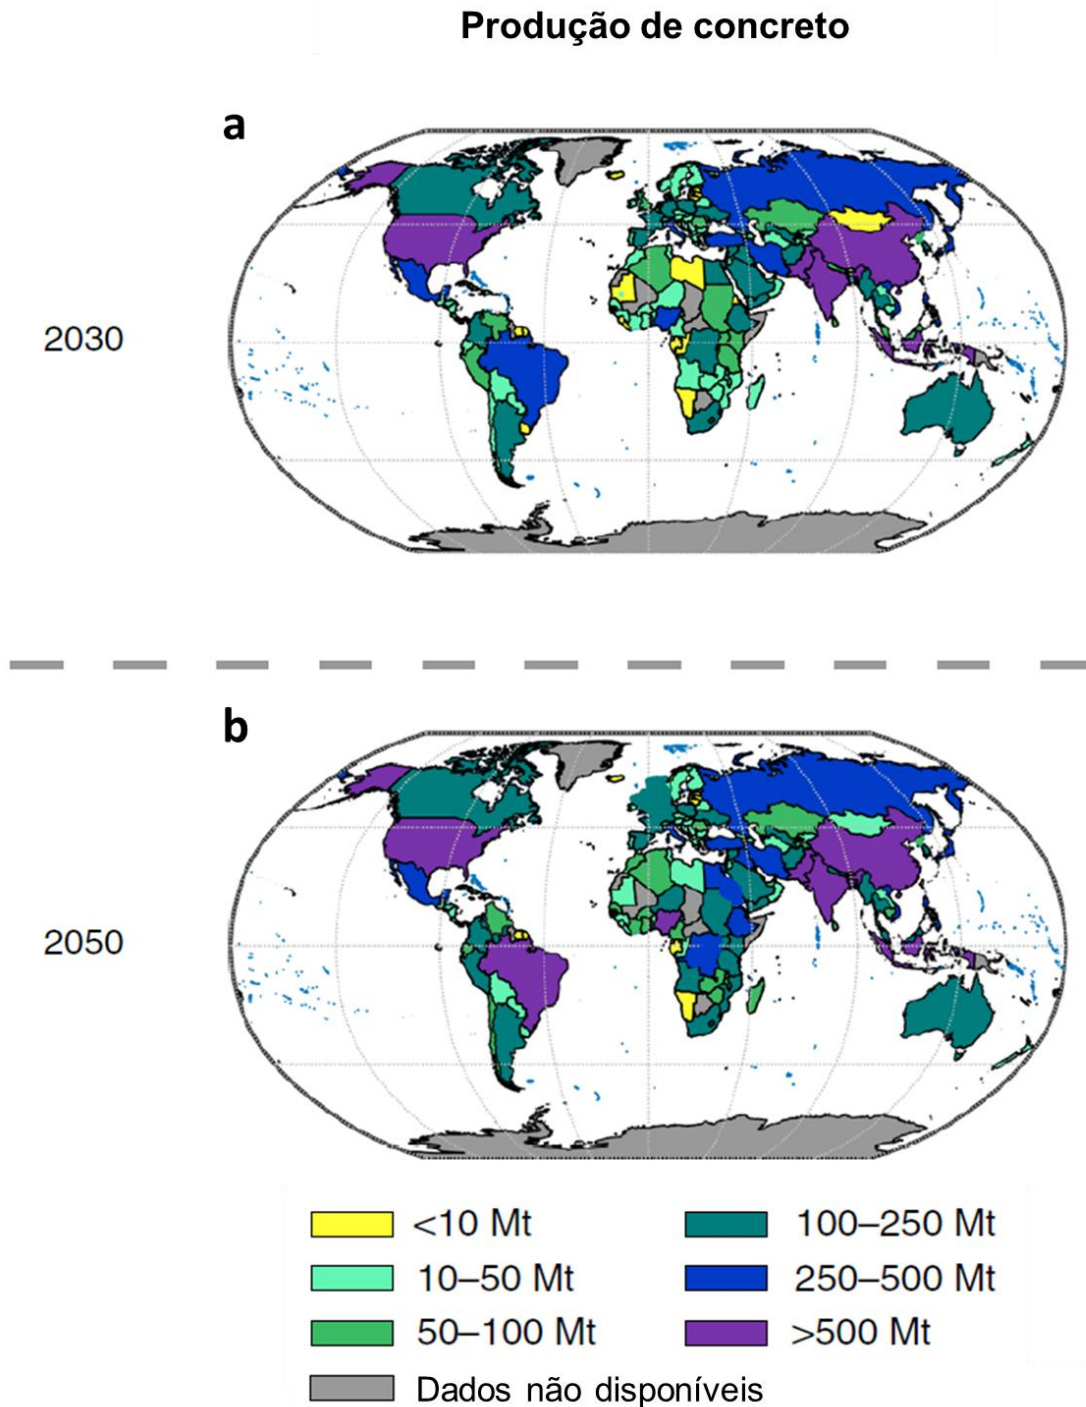 Produção de concreto
a
2030
b
2050
<10 Mt
100–250 Mt
10–50 Mt
250–500 Mt
50–100 Mt
>500 Mt
Dados não disponíveis